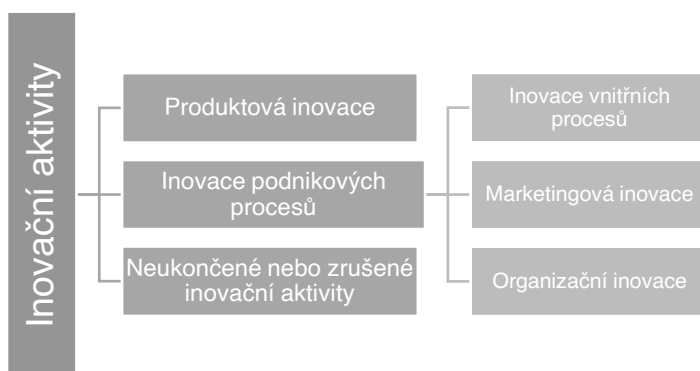 Inovační aktivity
Produktová inovace
Inovace podnikových
procesů
Neukončené nebo zrušené
inovační aktivity
Inovace vnitřních
procesů
Marketingová inovace
Organizační inovace